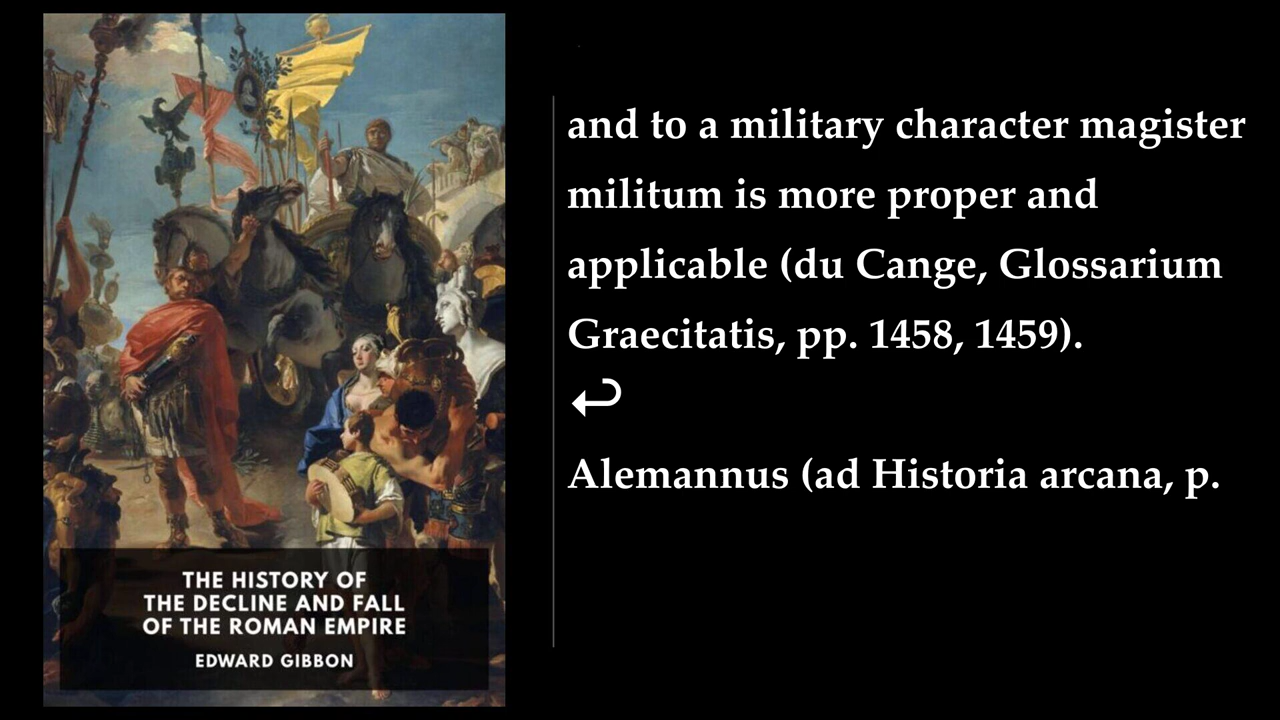 THE HISTORY OF
THE DECLINE AND FALL
OF THE ROMAN EMPIRE
EDWARD GIBBON
and to a military character magister
militum is more proper and
applicable (du Cange, Glossarium
Graecitatis, pp. 1458, 1459).
↩
Alemannus (ad Historia arcana, p.